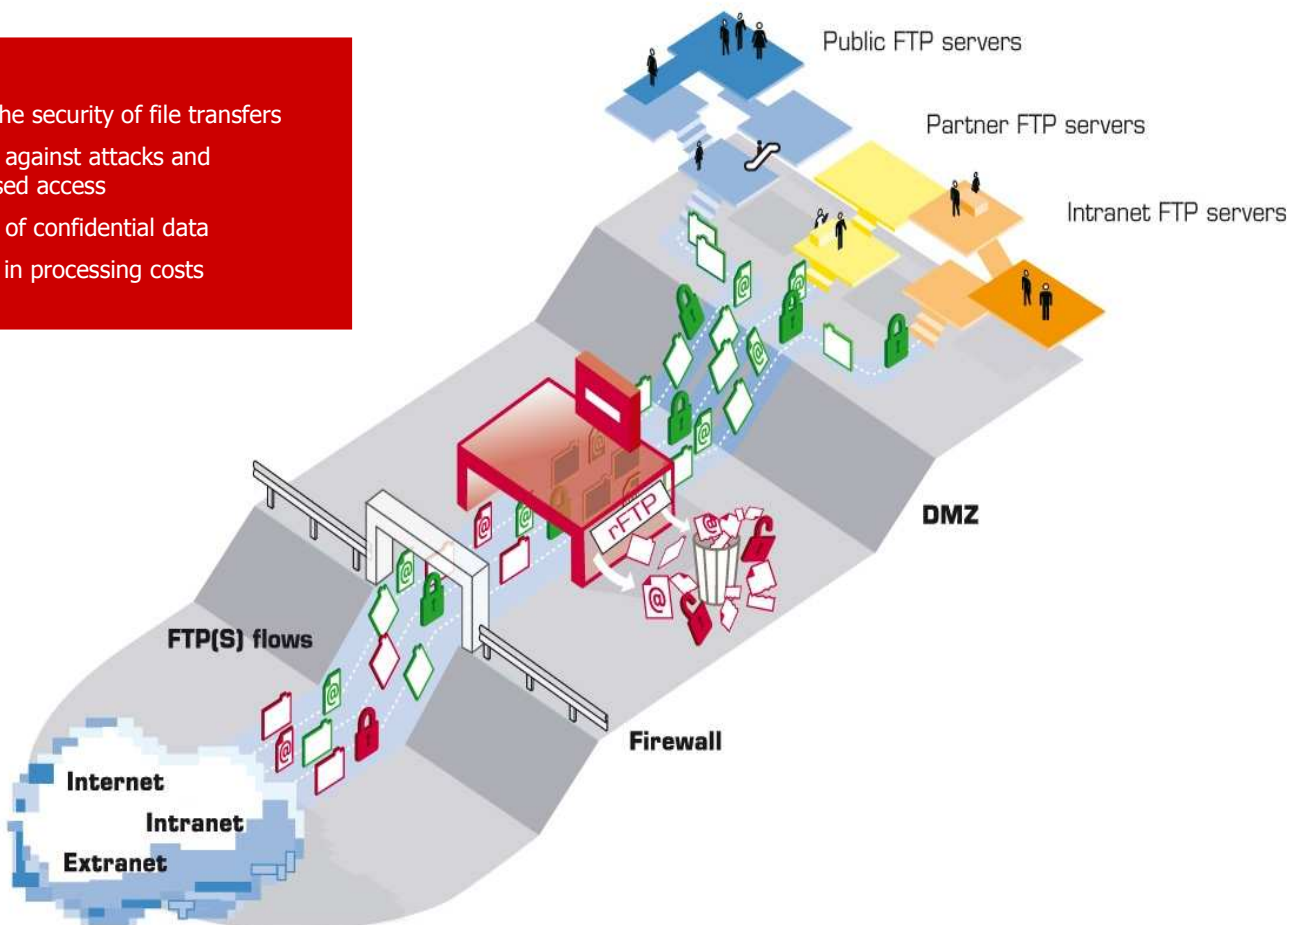 he security of file transfers
against attacks and
sed access
of confidential data
in processing costs
Public FTP servers
Partner FTP servers
Intranet FTP servers
DMZ
rFTP
FTP(S) flows
Firewall
Internet
Intranet
Extranet